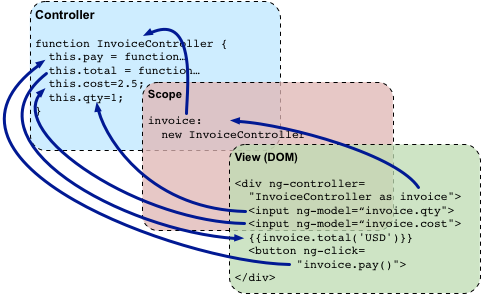 Controller
function InvoiceController {
this.pay = function…
this.total = function…
this.cost=2.5;
this.qty=1;
}
Scope
invoice:
new InvoiceController
View (DOM)
<div ng-controller=
"InvoiceController as invoice">
<input ng-model=“invoice.qty">
<input ng-model=“invoice.cost">
{{invoice.total('USD')}}
<button ng-click=
"invoice.pay()">
</div>